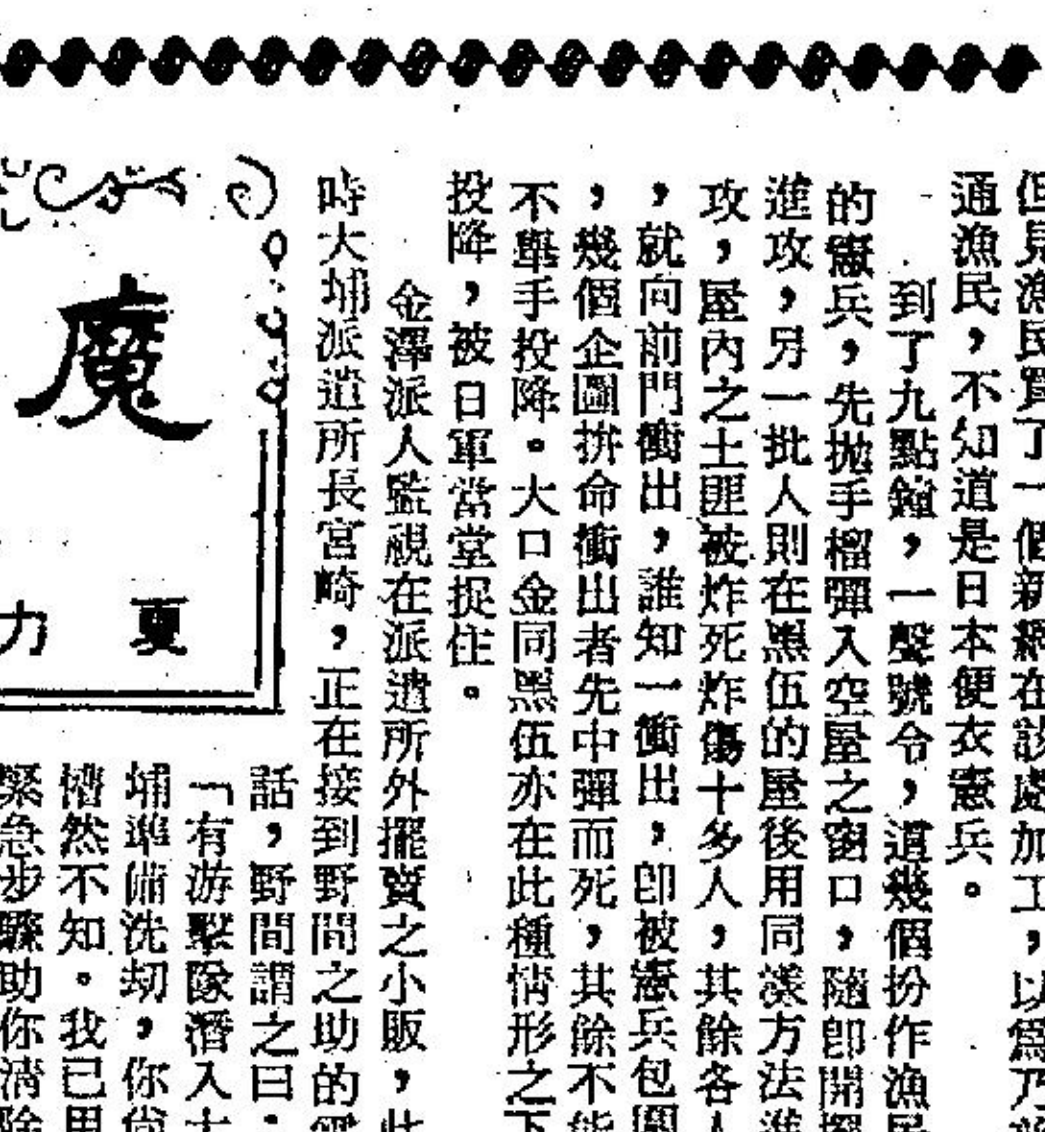 但見漁民買了一個新網在該處加工,以爲乃
通漁民,不知道是日本便衣憲兵。
到了九點鐘,一聲號令,這幾個扮作漁民
的憲兵,先拋手榴彈入空屋之窗口,隨即開
進攻,另一批人則在黑伍的屋後用同樣方法進
攻,屋內之土匪被炸死炸傷十多人,其餘各人
,就向前門衝出,誰知一衝出,即被憲兵包圍
,幾個企圖拚命衝出者先中彈而死,其餘不能
不舉手投降。大口金同黑伍亦在此種情形之下
投降,被日軍當堂捉住。
金澤派人監視在派遣所外擺賣之小販,此
時大埔派遣所長宮崎,正在接到野間之助的電
話,野間謂之曰:
「有游擊隊潛入大
埔準備洗劫,你尚
懵然不知。我已用
緊急步驟助你清除
魔
夏
力